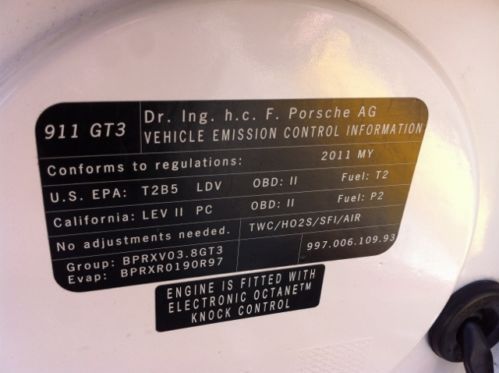 911 GT3
Dr. Ing. h.c. F. Porsche AG
VEHICLE EMISSION CONTROL INFORMATION
Conforms to regulations: 2011 MY
U.S. EPA: T2B5 LDV OBD: II Fuel: T2
California: LEV II PC OBD: II Fuel: P2
No adjustments needed. TWC/HO2S/SFI/AIR
Group: BPRXV03.8GT3
Evap: BPRXR0190R97
997.006.109.93
ENGINE IS FITTED WITH
ELECTRONIC OCTANE™
KNOCK CONTROL